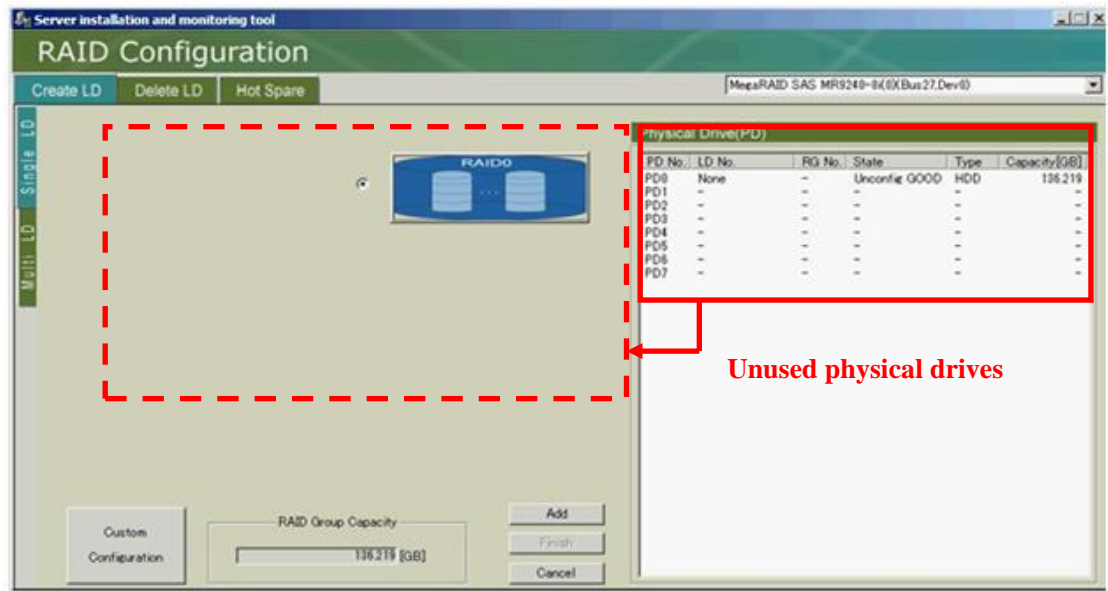 Server installation and monitoring tool
RAID Configuration
Create LD Delete LD Hot Spare
MegaRAID SAS MR9240-8i(0)(Bus27,Dev0)
Single LD
Multi LD
RAID0
...
Physical Drive(PD)
PD No. LD No. RG No. State Type Capacity[GB]
PD0 None - Unconfig GOOD HDD 136.219
PD1 - - - - -
PD2 - - - - -
PD3 - - - - -
PD4 - - - - -
PD5 - - - - -
PD6 - - - - -
PD7 - - - - -
Unused physical drives
Custom
Configuration
RAID Group Capacity
136.219 [GB]
Add
Finish
Cancel